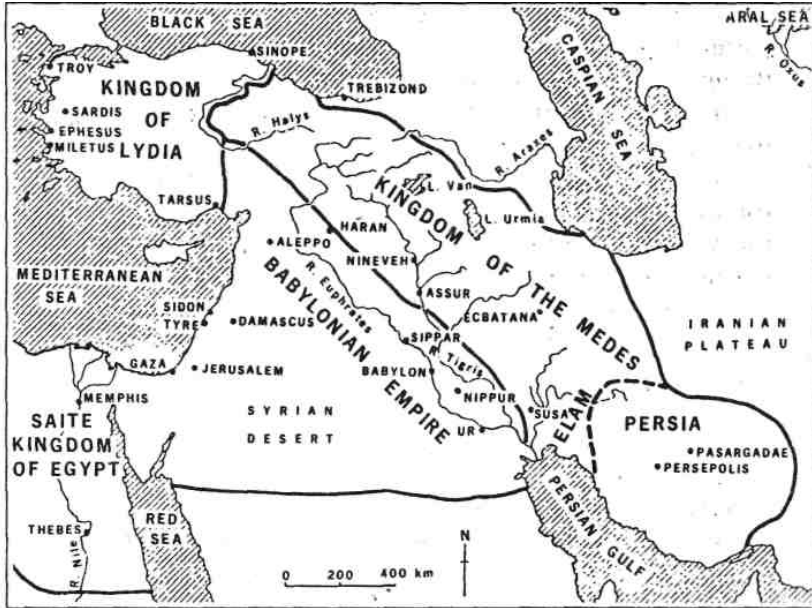 BLACK SEA
ARAL SEA
R. Oxus
SINOPE
TROY
KINGDOM
OF
LYDIA
TREBIZOND
CASPIAN
SEA
SARDIS
EPHESUS
MILETUS
R. Halys
R. Araxes
TARSUS
L. Van
L. Urmia
KINGDOM
OF
THE
MEDES
HARAN
ALEPPO
NINEVEH
MEDITERRANEAN
SEA
R. Euphrates
ASSUR
BABYLONIAN
EMPIRE
ECBATANA
SIDON
TYRE
DAMASCUS
SIPPAR
R. Tigris
IRANIAN
PLATEAU
GAZA
JERUSALEM
BABYLON
NIPPUR
MEMPHIS
SUSA
ELAM
SAITE
KINGDOM
OF EGYPT
SYRIAN
DESERT
UR
PERSIA
PASARGADAE
PERSEPOLIS
PERSIAN
GULF
RED
SEA
THEBES
R. Nile
N
0 200 400 km